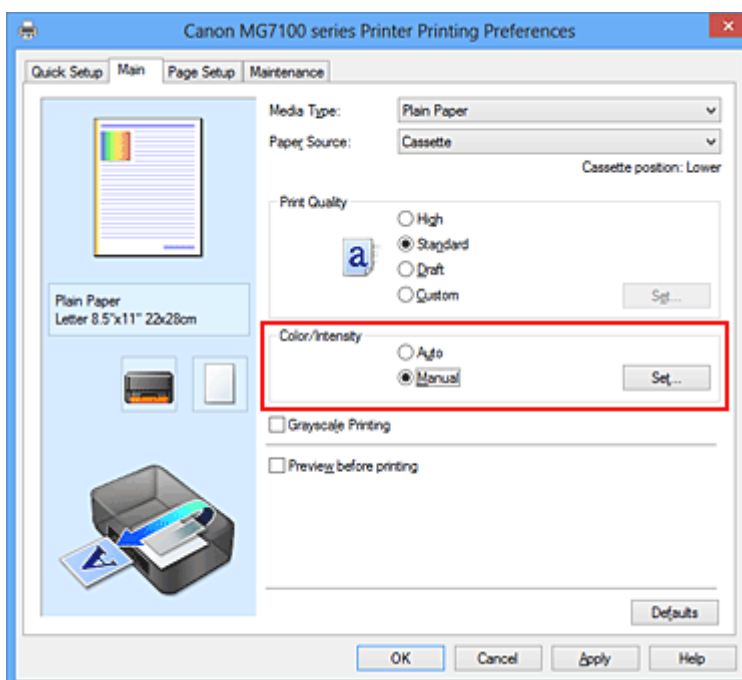 Canon MG7100 series Printer Printing Preferences
Quick Setup Main Page Setup Maintenance
Media Type: Plain Paper
Paper Source: Cassette
Cassette position: Lower
Print Quality
High
a Standard
Draft
Custom Set...
Plain Paper
Letter 8.5"x11" 22x28cm
Color/Intensity
Auto
Manual Set...
Grayscale Printing
Preview before printing
A
Defaults
OK Cancel Apply Help